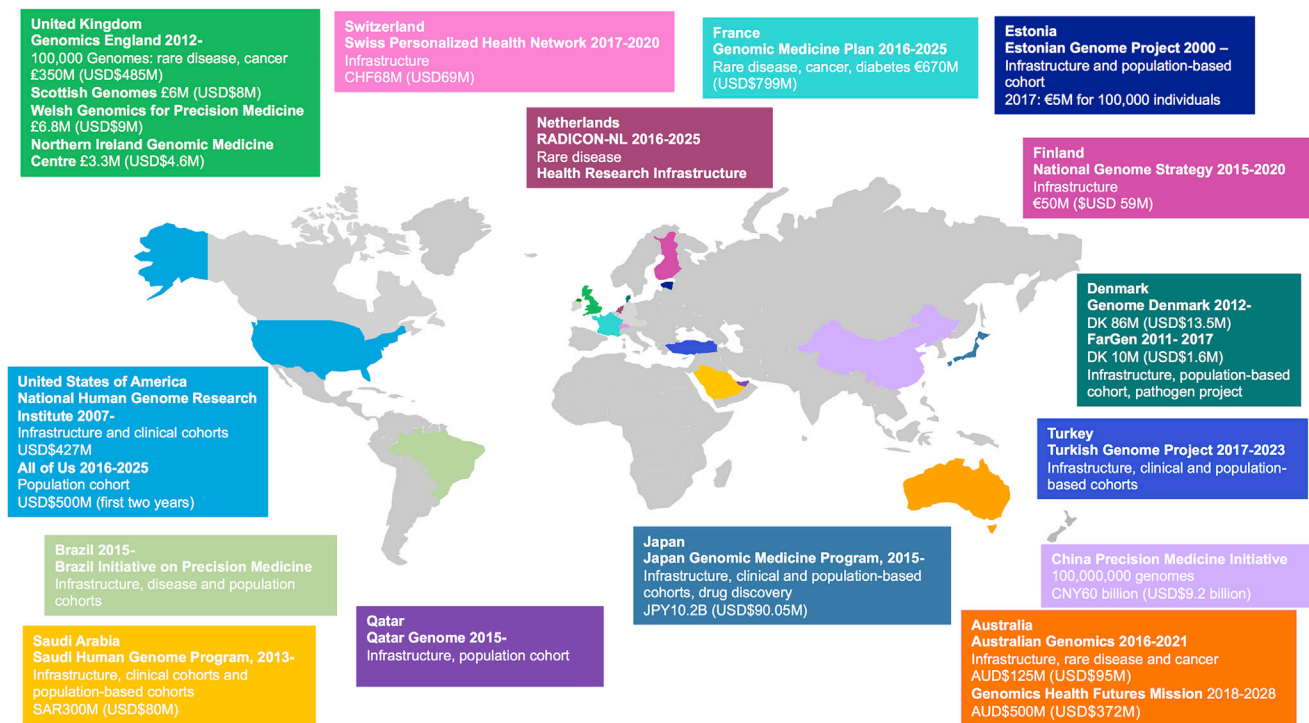 United Kingdom
Genomics England 2012-
100,000 Genomes: rare disease, cancer
£350M (USD$485M)
Scottish Genomes £6M (USD$8M)
Welsh Genomics for Precision Medicine
£6.8M (USD$9M)
Northern Ireland Genomic Medicine
Centre £3.3M (USD$4.6M)
Switzerland
Swiss Personalized Health Network 2017-2020
Infrastructure
CHF68M (USD69M)
France
Genomic Medicine Plan 2016-2025
Rare disease, cancer, diabetes €670M
(USD$799M)
Estonia
Estonian Genome Project 2000 –
Infrastructure and population-based
cohort
2017: €5M for 100,000 individuals
Netherlands
RADICON-NL 2016-2025
Rare disease
Health Research Infrastructure
Finland
National Genome Strategy 2015-2020
Infrastructure
€50M ($USD 59M)
Denmark
Genome Denmark 2012-
DK 86M (USD$13.5M)
FarGen 2011- 2017
DK 10M (USD$1.6M)
Infrastructure, population-based
cohort, pathogen project
United States of America
National Human Genome Research
Institute 2007-
Infrastructure and clinical cohorts
USD$427M
All of Us 2016-2025
Population cohort
USD$500M (first two years)
Turkey
Turkish Genome Project 2017-2023
Infrastructure, clinical and population-
based cohorts
Brazil 2015-
Brazil Initiative on Precision Medicine
Infrastructure, disease and population
cohorts
Japan
Japan Genomic Medicine Program, 2015-
Infrastructure, clinical and population-based
cohorts, drug discovery
JPY10.2B (USD$90.05M)
China Precision Medicine Initiative
100,000,000 genomes
CNY60 billion (USD$9.2 billion)
Qatar
Qatar Genome 2015-
Infrastructure, population cohort
Saudi Arabia
Saudi Human Genome Program, 2013-
Infrastructure, clinical cohorts and
population-based cohorts
SAR300M (USD$80M)
Australia
Australian Genomics 2016-2021
Infrastructure, rare disease and cancer
AUD$125M (USD$95M)
Genomics Health Futures Mission 2018-2028
AUD$500M (USD$372M)